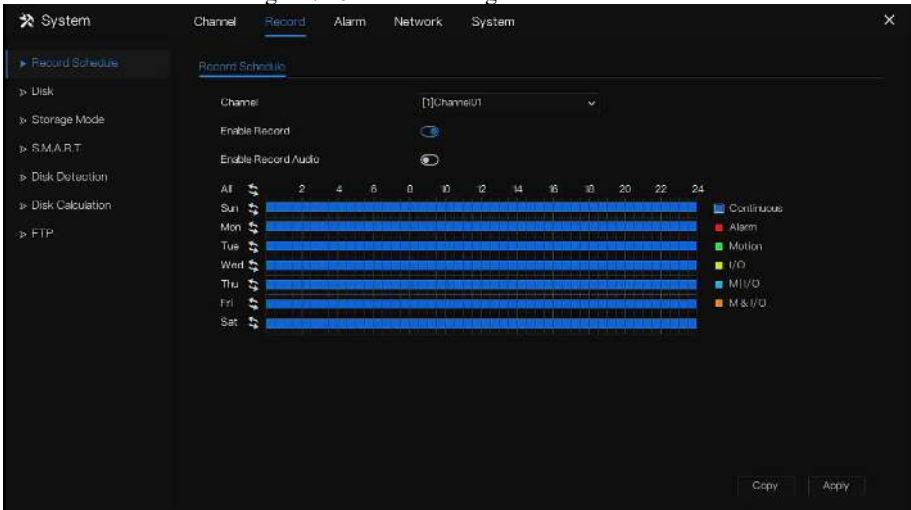 System
Channel Record Alarm Network System
Record Schedule
Disk
Storage Mode
S.M.A.R.T
Disk Detection
Disk Calculation
FTP
Record Schedule
Channel [1]Channel01
Enable Record
Enable Record Audio
All 2 4 6 8 10 12 14 16 18 20 22 24
Sun
Mon
Tue
Wed
Thu
Fri
Sat
Continuous
Alarm
Motion
I/O
M I I/O
M & I/O
Copy Apply